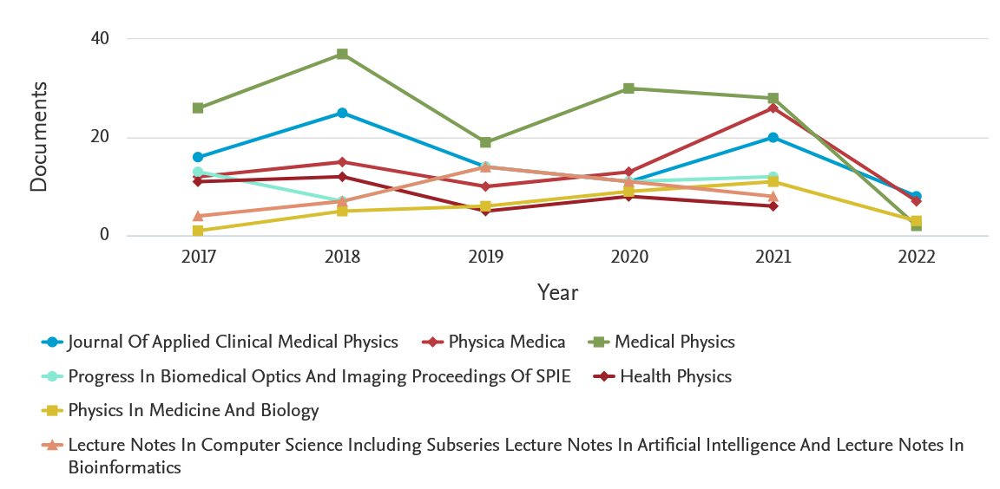 40
20
0
Documents
2017 2018 2019 2020 2021 2022
Year
Journal Of Applied Clinical Medical Physics Physica Medica Medical Physics
Progress In Biomedical Optics And Imaging Proceedings Of SPIE Health Physics
Physics In Medicine And Biology
Lecture Notes In Computer Science Including Subseries Lecture Notes In Artificial Intelligence And Lecture Notes In
Bioinformatics